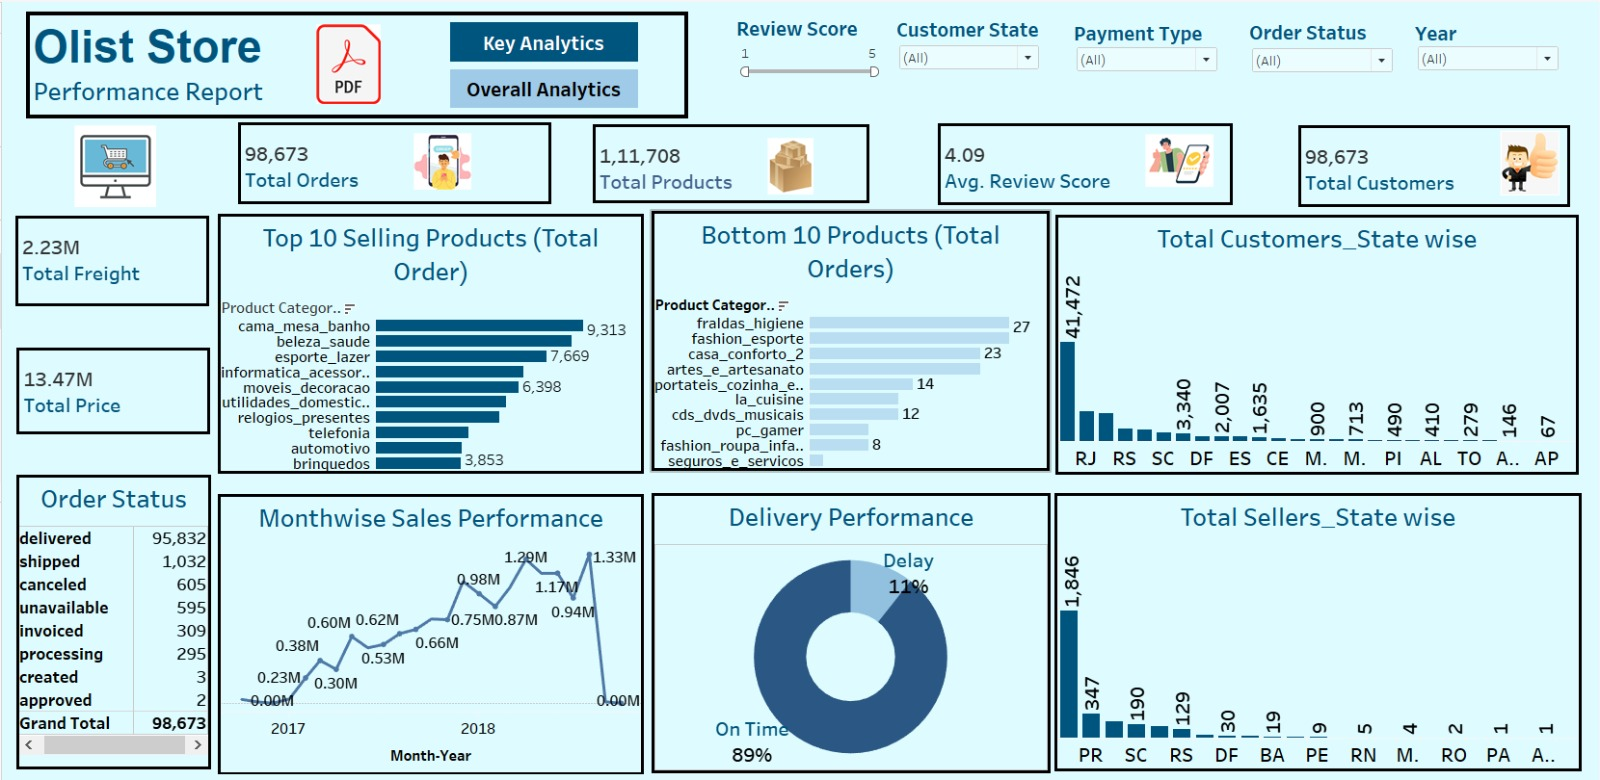 Olist Store
Performance Report
PDF
Key Analytics
Overall Analytics
Review Score
1 5
Customer State
(All)
Payment Type
(All)
Order Status
(All)
Year
(All)
98,673
Total Orders
1,11,708
Total Products
4.09
Avg. Review Score
98,673
Total Customers
2.23M
Total Freight
13.47M
Total Price
Top 10 Selling Products (Total
Order)
Product Categor..
cama_mesa_banho 9,313
beleza_saude
esporte_lazer 7,669
informatica_acessor..
moveis_decoracao 6,398
utilidades_domestic..
relogios_presentes
telefonia
automotivo
brinquedos 3,853
Bottom 10 Products (Total
Orders)
Product Categor..
fraldas_higiene 27
fashion_esporte
casa_conforto_2 23
artes_e_artesanato
portateis_cozinha_e.. 14
la_cuisine
cds_dvds_musicais 12
pc_gamer
fashion_roupa_infa.. 8
seguros_e_servicos
Total Customers_State wise
41,472 3,340 2,007 1,635 900 713 490 410 279 146 67
RJ RS SC DF ES CE M. M. PI AL TO A.. AP
Order Status
delivered 95,832
shipped 1,032
canceled 605
unavailable 595
invoiced 309
processing 295
created 3
approved 2
Grand Total 98,673
Monthwise Sales Performance
0.00M 0.23M 0.38M 0.30M 0.60M 0.53M 0.62M 0.66M 0.98M 0.75M 0.87M 1.29M 1.17M 0.94M 1.33M 0.00M
2017 2018
Month-Year
Delivery Performance
Delay
11%
On Time
89%
Total Sellers_State wise
1,846 347 190 129 30 19 9 5 4 2 1 1
PR SC RS DF BA PE RN M. RO PA A..